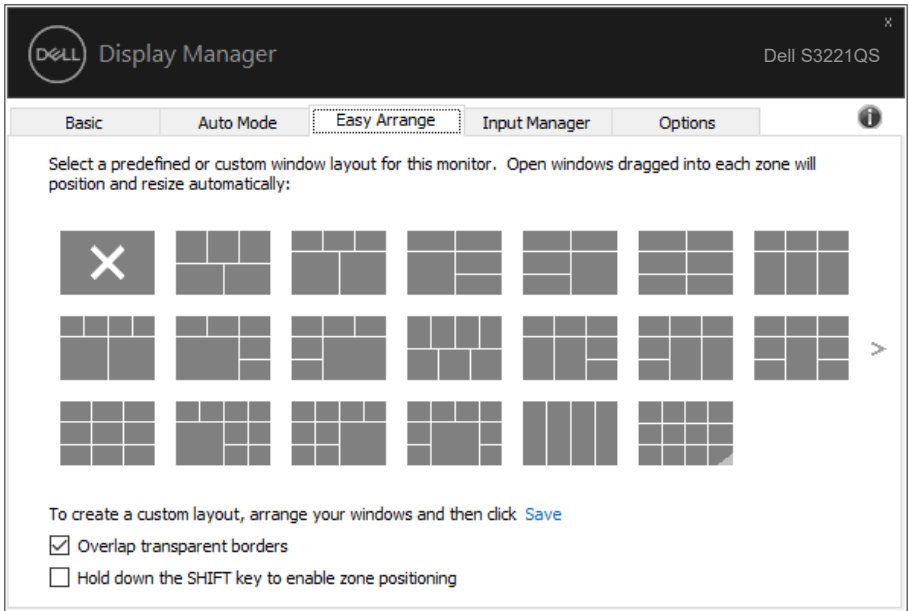 x
DELL Display Manager
Dell S3221QS
Basic Auto Mode Easy Arrange Input Manager Options
Select a predefined or custom window layout for this monitor. Open windows dragged into each zone will
position and resize automatically:
>
To create a custom layout, arrange your windows and then click Save
Overlap transparent borders
Hold down the SHIFT key to enable zone positioning